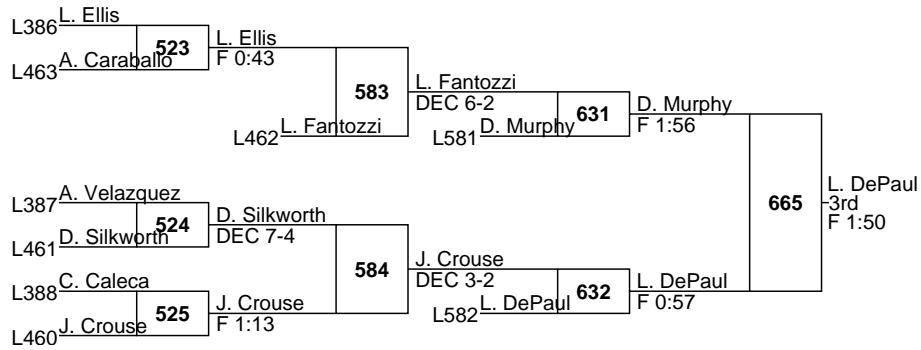 L386 L. Ellis
523
L. Ellis
F 0:43
L463 A. Caraballo
583
L. Fantozzi
DEC 6-2
L462 L. Fantozzi
631
D. Murphy
F 1:56
L581 D. Murphy
665
L. DePaul
3rd
F 1:50
L387 A. Velazquez
524
D. Silkworth
DEC 7-4
L461 D. Silkworth
584
J. Crouse
DEC 3-2
L388 C. Caleca
525
J. Crouse
F 1:13
L460 J. Crouse
L582 L. DePaul
632
L. DePaul
F 0:57